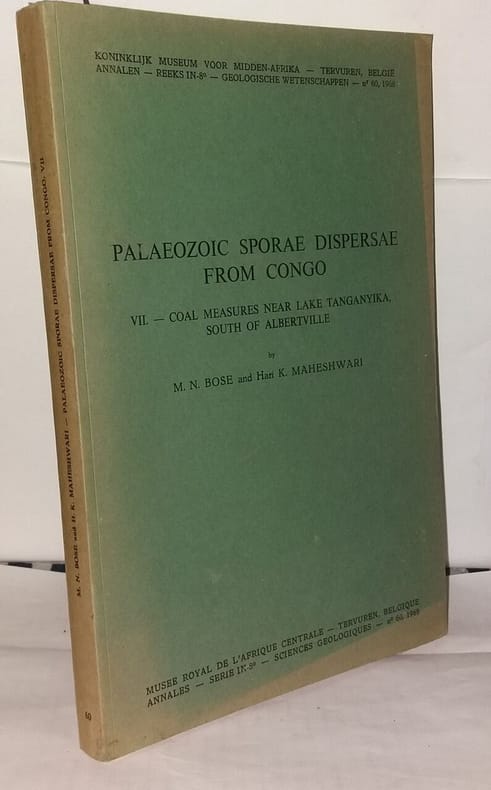 KONINKLIJK MUSEUM VOOR MIDDEN-AFRIKA — TERVUREN, BELGIË
ANNALEN — REEKS IN-8° — GEOLOGISCHE WETENSCHAPPEN — nr 60, 1968
PALAEOZOIC SPORAE DISPERSAE
FROM CONGO
VII. — COAL MEASURES NEAR LAKE TANGANYIKA,
SOUTH OF ALBERTVILLE
by
M. N. BOSE and Hari K. MAHESHWARI
MUSEE ROYAL DE L'AFRIQUE CENTRALE — TERVUREN, BELGIQUE
ANNALES — SERIE IN-8° — SCIENCES GEOLOGIQUES — n° 60, 1968
M. N. BOSE and H. K. MAHESHWARI — PALAEOZOIC SPORAE DISPERSAE FROM CONGO, VII
60